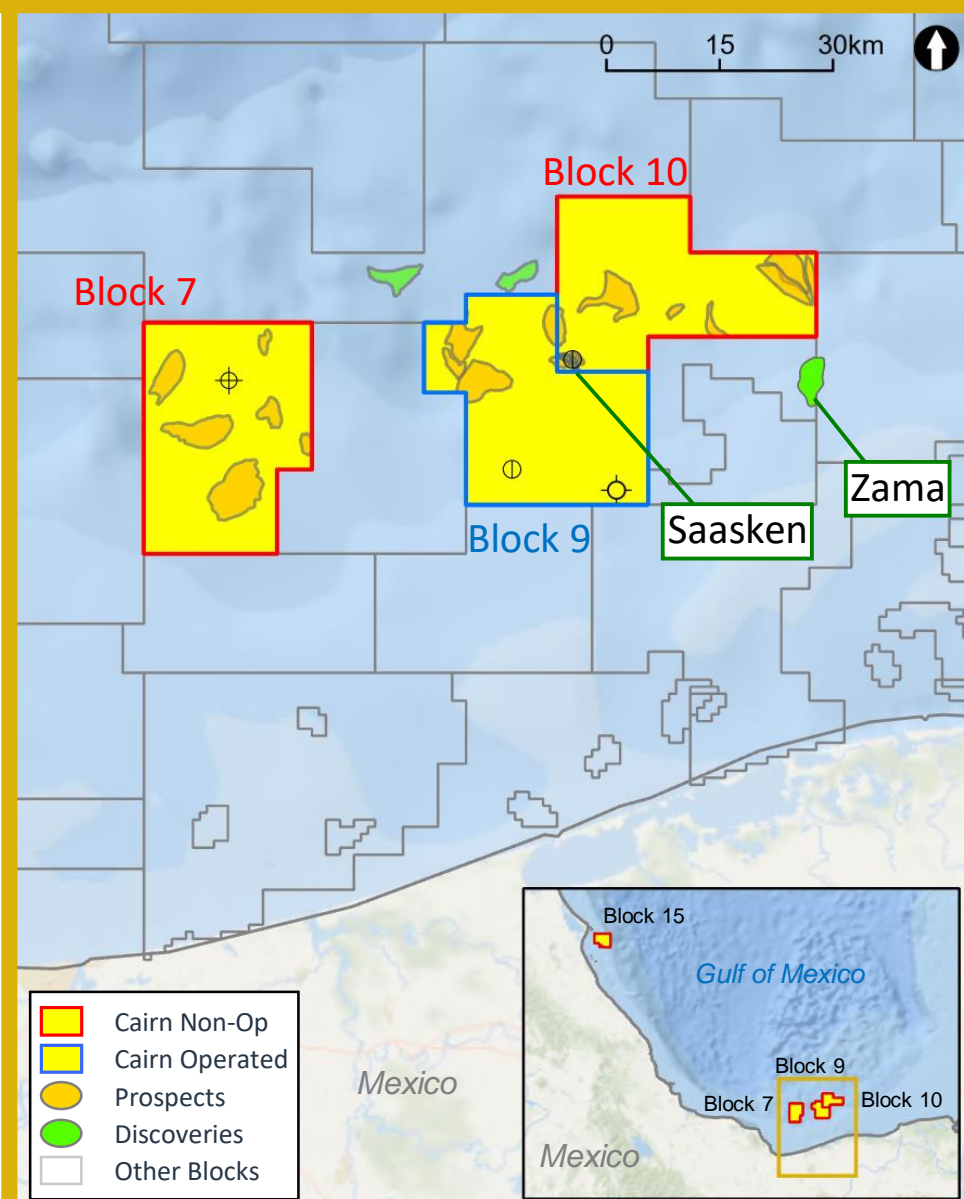 0 15 30km
Block 10
Block 7
Zama
Saasken
Block 9
Block 15
Gulf of Mexico
Block 9
Block 7
Block 10
Mexico
Mexico
Cairn Non-Op
Cairn Operated
Prospects
Discoveries
Other Blocks